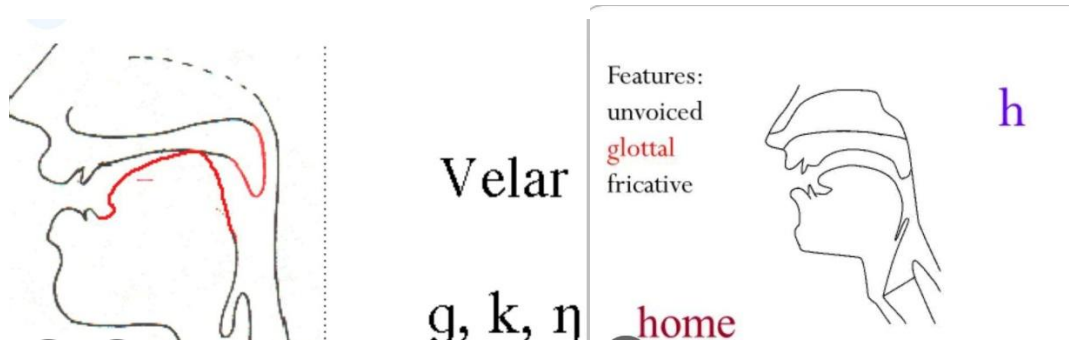 Velar
g, k, ŋ
Features:
unvoiced
glottal
fricative
h
home